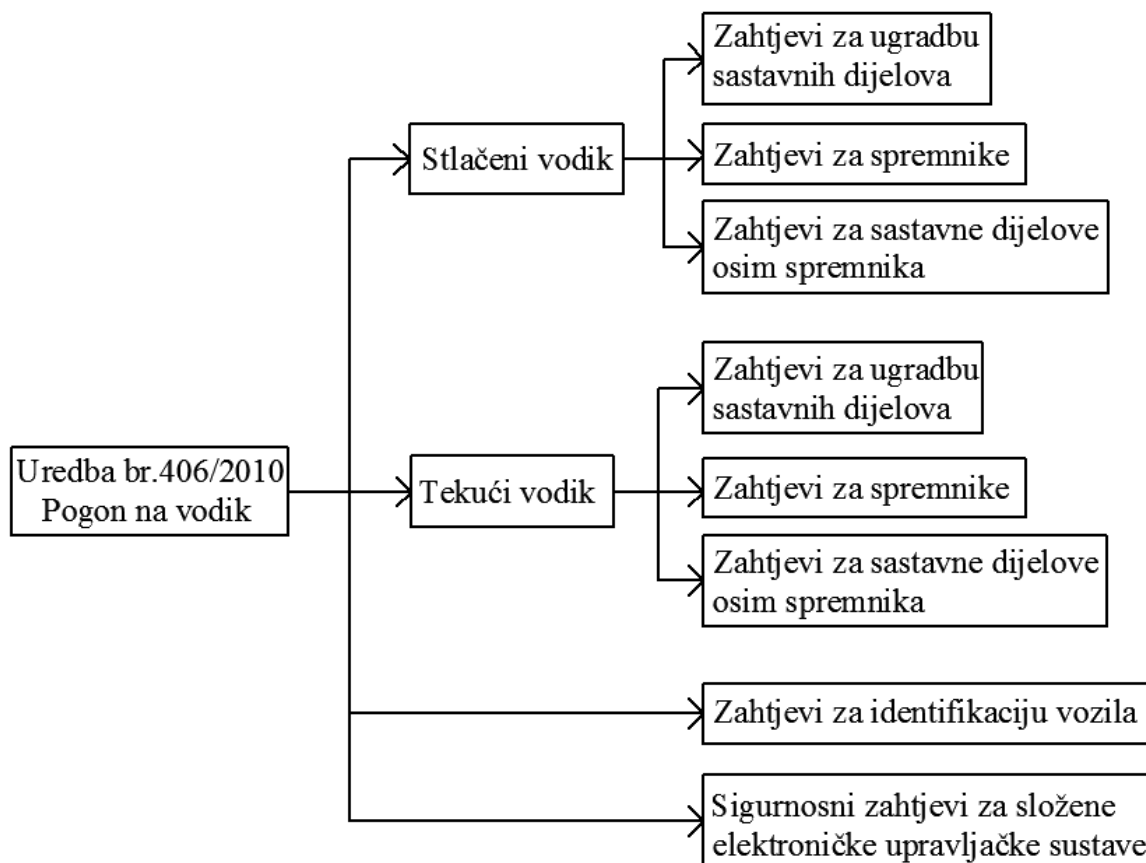 Zahtjevi za ugradbu
sastavnih dijelova
Stlačeni vodik
Zahtjevi za spremnike
Zahtjevi za sastavne dijelove
osim spremnika
Zahtjevi za ugradbu
sastavnih dijelova
Uredba br.406/2010
Pogon na vodik
Tekući vodik
Zahtjevi za spremnike
Zahtjevi za sastavne dijelove
osim spremnika
Zahtjevi za identifikaciju vozila
Sigurnosni zahtjevi za složene
elektroničke upravljačke sustave